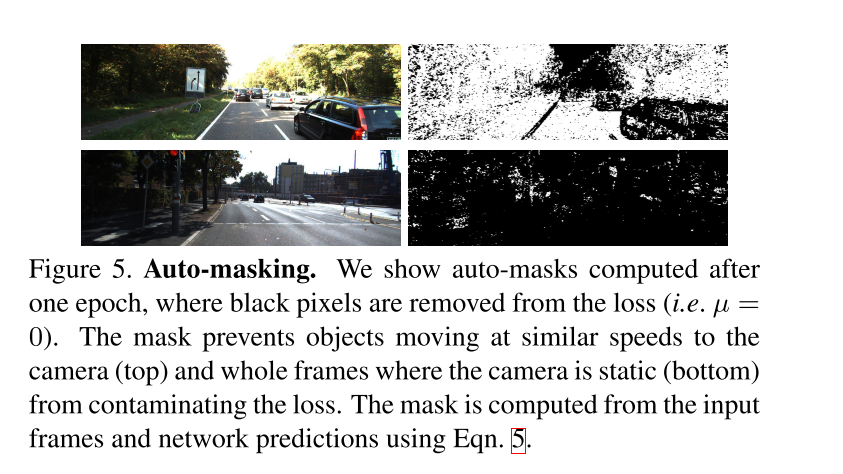 Figure 5. Auto-masking. We show auto-masks computed after
one epoch, where black pixels are removed from the loss (i.e. μ =
0). The mask prevents objects moving at similar speeds to the
camera (top) and whole frames where the camera is static (bottom)
from contaminating the loss. The mask is computed from the input
frames and network predictions using Eqn. 5.